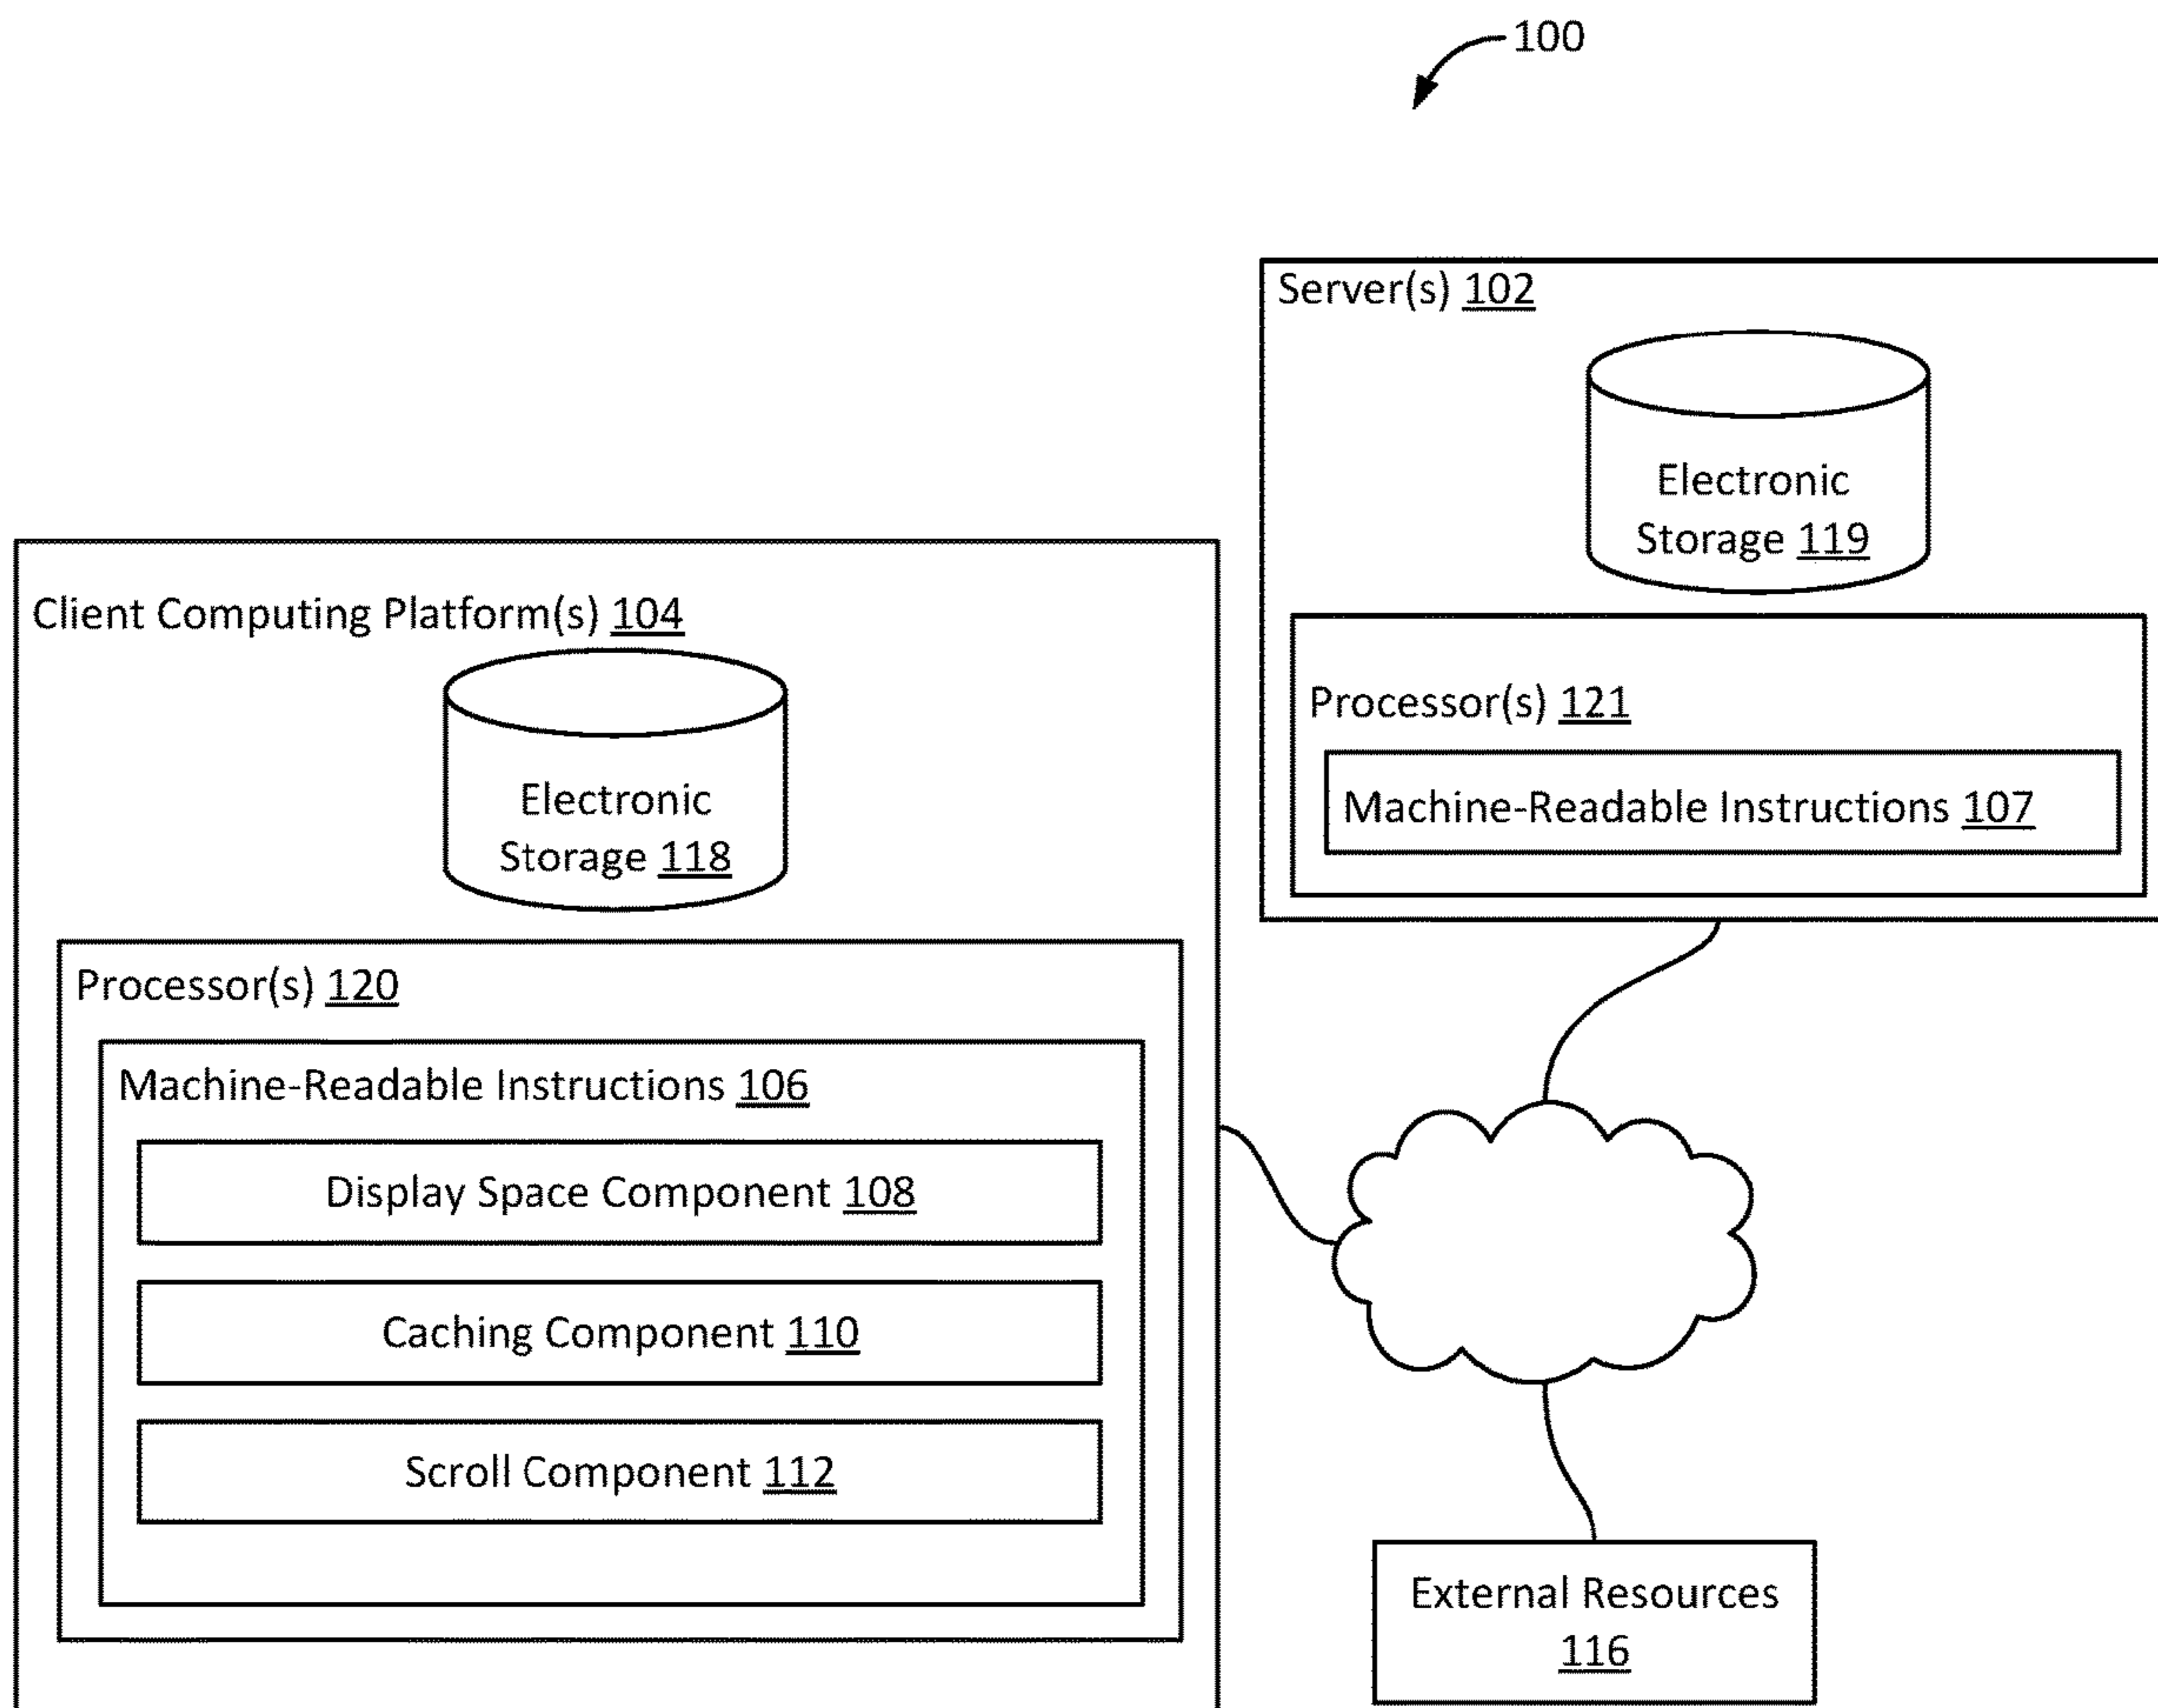 100
Server(s) 102
Electronic
Storage 119
Processor(s) 121
Machine-Readable Instructions 107
Client Computing Platform(s) 104
Electronic
Storage 118
Processor(s) 120
Machine-Readable Instructions 106
Display Space Component 108
Caching Component 110
Scroll Component 112
External Resources
116